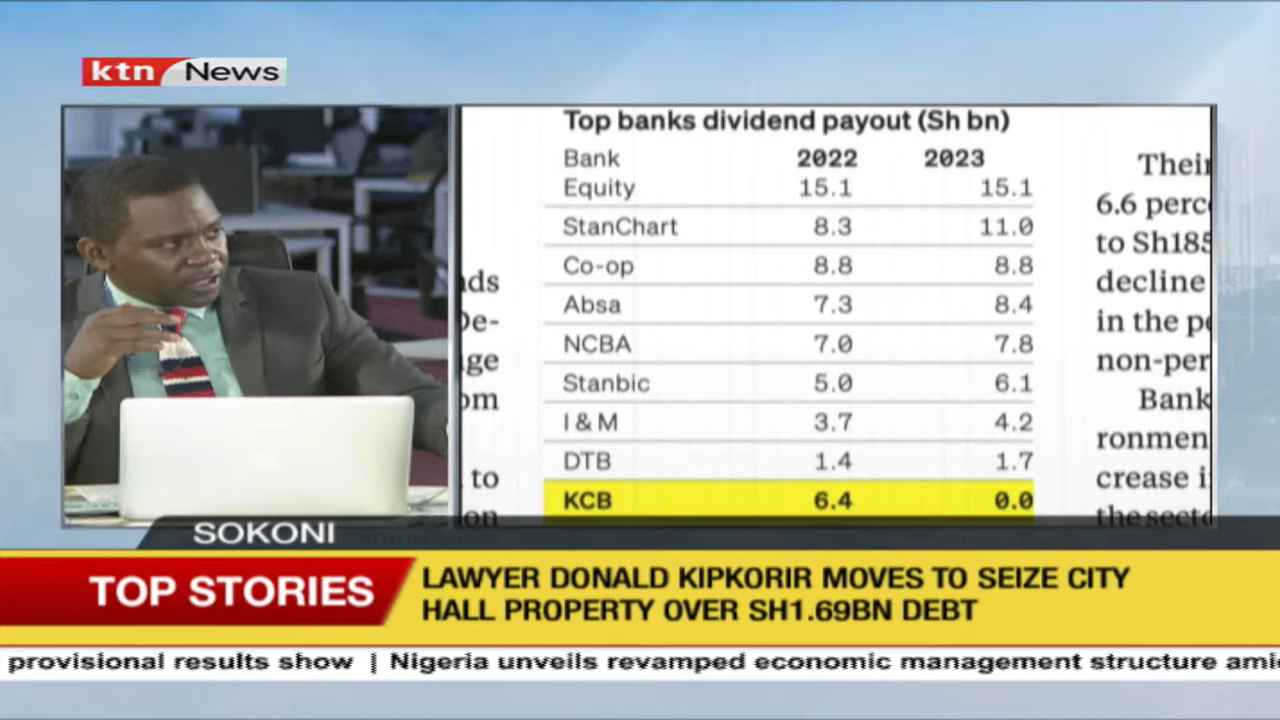 ktn News
Top banks dividend payout (Sh bn)
Bank 2022 2023
Equity 15.1 15.1
StanChart 8.3 11.0
Co-op 8.8 8.8
Absa 7.3 8.4
NCBA 7.0 7.8
Stanbic 5.0 6.1
I & M 3.7 4.2
DTB 1.4 1.7
KCB 6.4 0.0
to
Their
6.6 perc
to Sh185
decline
in the
non-per
Bank
ronmen
crease
the secto
SOKONI
TOP STORIES
LAWYER DONALD KIPKORIR MOVES TO SEIZE CITY
HALL PROPERTY OVER SH1.69BN DEBT
provisional results show | Nigeria unveils revamped economic management structure ami